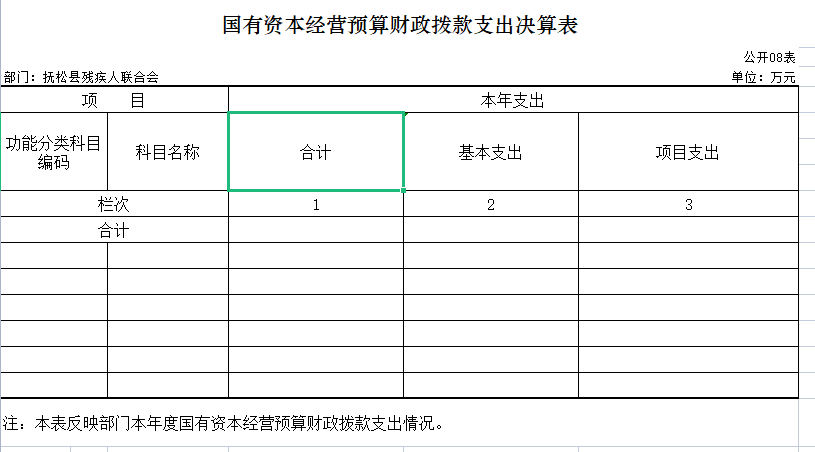 国有资本经营预算财政拨款支出决算表
公开08表
部门：抚松县残疾人联合会 单位：万元
项 目 本年支出
功能分类科目
编码 科目名称 合计 基本支出 项目支出
栏次 1 2 3
合计
注：本表反映部门本年度国有资本经营预算财政拨款支出情况。